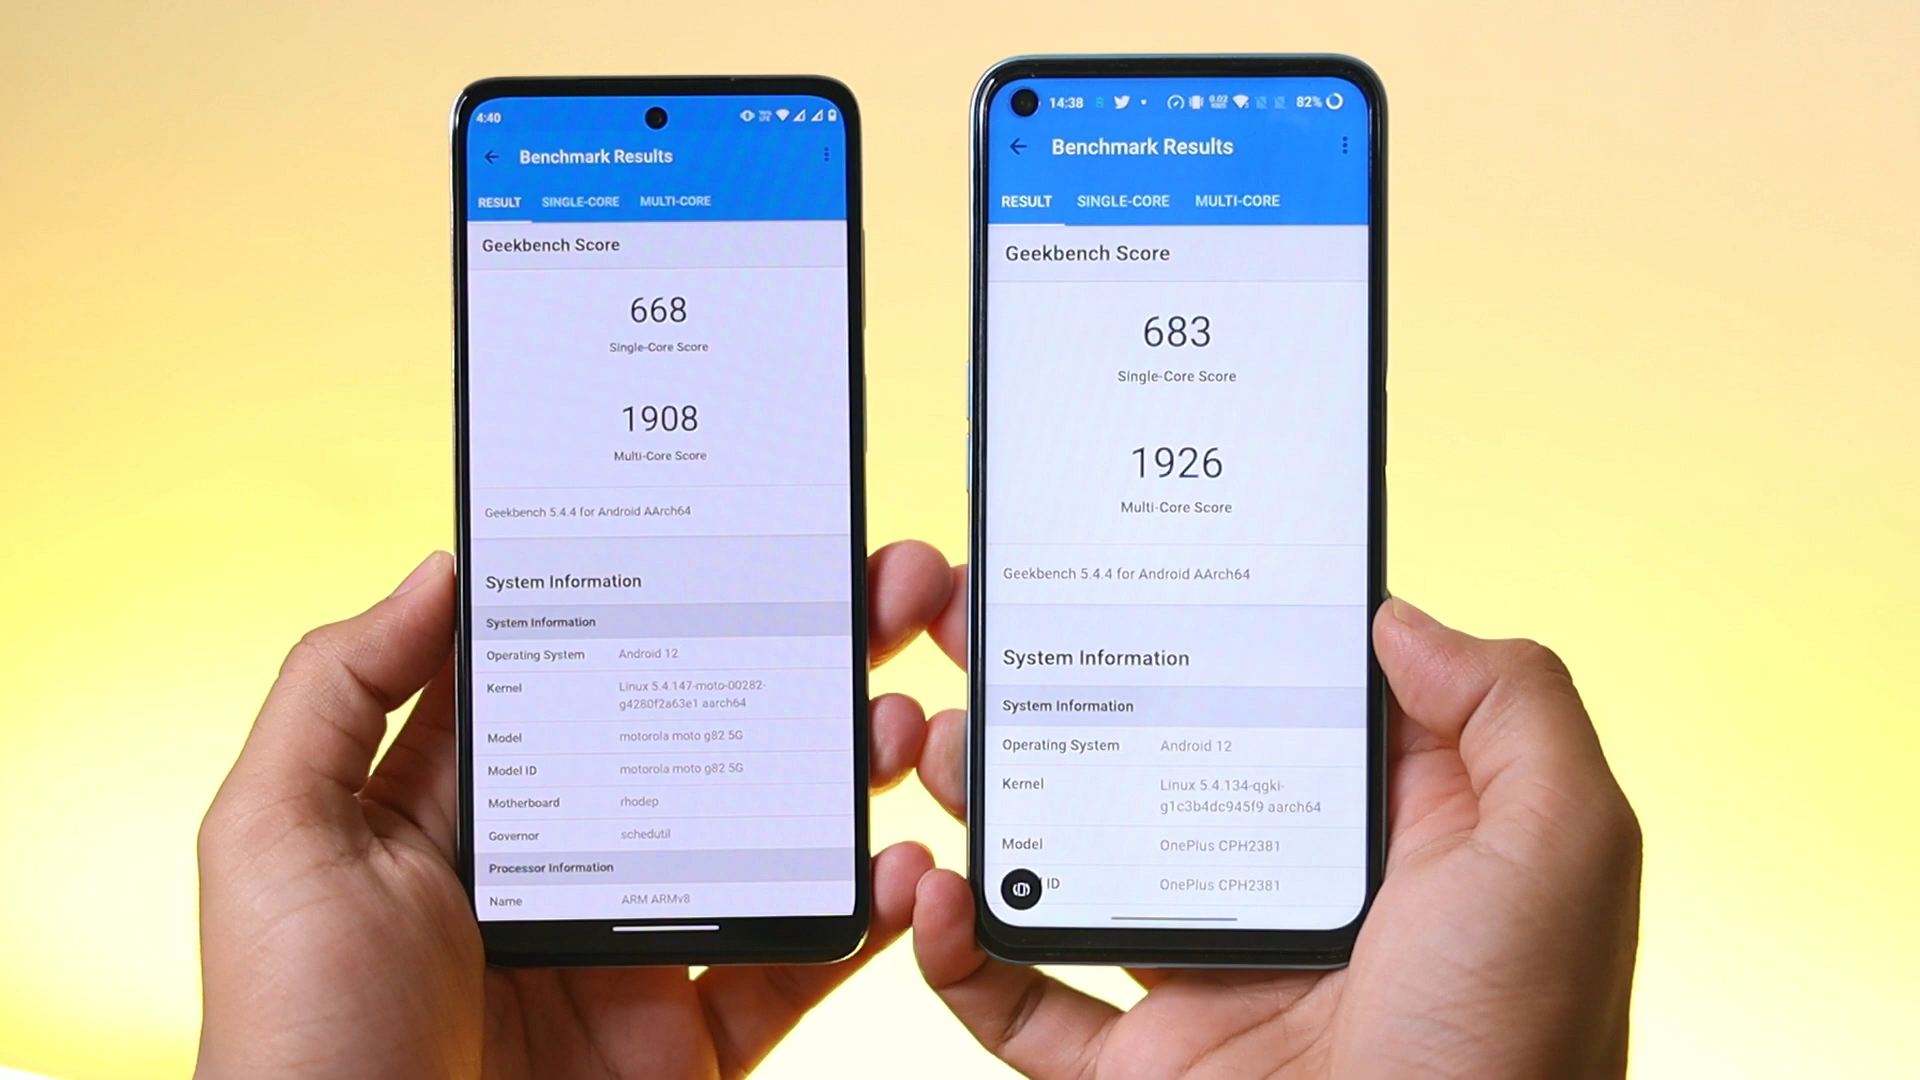 4:40
Benchmark Results
RESULT SINGLE-CORE MULTI-CORE
Geekbench Score
668
Single-Core Score
1908
Multi-Core Score
Geekbench 5.4.4 for Android AArch64
System Information
System Information
Operating System Android 12
Kernel Linux 5.4.147-moto-00282-
g4280f2a63e1 aarch64
Model motorola moto g82 5G
Model ID motorola moto g82 5G
Motherboard rhodep
Governor schedutil
Processor Information
Name ARM ARMv8
14:38 0.02 82%
Benchmark Results
RESULT SINGLE-CORE MULTI-CORE
Geekbench Score
683
Single-Core Score
1926
Multi-Core Score
Geekbench 5.4.4 for Android AArch64
System Information
System Information
Operating System Android 12
Kernel Linux 5.4.134-qgki-
g1c3b4dc945f9 aarch64
Model OnePlus CPH2381
ID OnePlus CPH2381